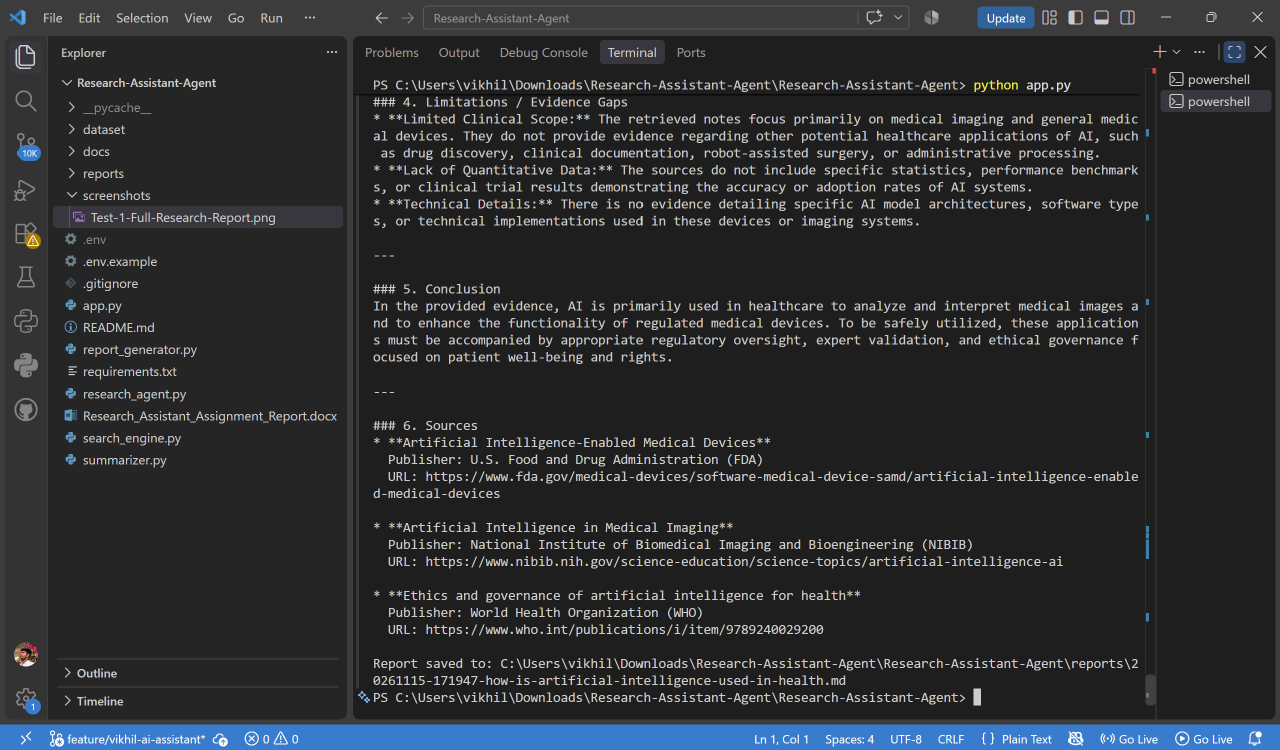 File Edit Selection View Go Run ···
Research-Assistant-Agent
Update
Explorer ···
Research-Assistant-Agent
__pycache__
dataset
docs
reports
screenshots
Test-1-Full-Research-Report.png
.env
.env.example
.gitignore
app.py
README.md
report_generator.py
requirements.txt
research_agent.py
Research_Assistant_Assignment_Report.docx
search_engine.py
summarizer.py
Outline
Timeline
10K
1
Problems Output Debug Console Terminal Ports
powershell
powershell
PS C:\Users\vikhil\Downloads\Research-Assistant-Agent\Research-Assistant-Agent> python app.py
### 4. Limitations / Evidence Gaps
* **Limited Clinical Scope:** The retrieved notes focus primarily on medical imaging and general medic
al devices. They do not provide evidence regarding other potential healthcare applications of AI, such
as drug discovery, clinical documentation, robot-assisted surgery, or administrative processing.
* **Lack of Quantitative Data:** The sources do not include specific statistics, performance benchmark
s, or clinical trial results demonstrating the accuracy or adoption rates of AI systems.
* **Technical Details:** There is no evidence detailing specific AI model architectures, software type
s, or technical implementations used in these devices or imaging systems.
---
### 5. Conclusion
In the provided evidence, AI is primarily used in healthcare to analyze and interpret medical images a
nd to enhance the functionality of regulated medical devices. To be safely utilized, these application
s must be accompanied by appropriate regulatory oversight, expert validation, and ethical governance f
ocused on patient well-being and rights.
---
### 6. Sources
* **Artificial Intelligence-Enabled Medical Devices**
Publisher: U.S. Food and Drug Administration (FDA)
URL: https://www.fda.gov/medical-devices/software-medical-device-samd/artificial-intelligence-enable
d-medical-devices
* **Artificial Intelligence in Medical Imaging**
Publisher: National Institute of Biomedical Imaging and Bioengineering (NIBIB)
URL: https://www.nibib.nih.gov/science-education/science-topics/artificial-intelligence-ai
* **Ethics and governance of artificial intelligence for health**
Publisher: World Health Organization (WHO)
URL: https://www.who.int/publications/i/item/9789240029200
Report saved to: C:\Users\vikhil\Downloads\Research-Assistant-Agent\Research-Assistant-Agent\reports\2
0261115-171947-how-is-artificial-intelligence-used-in-health.md
PS C:\Users\vikhil\Downloads\Research-Assistant-Agent\Research-Assistant-Agent>
feature/vikhil-ai-assistant* 0 0 Ln 1, Col 1 Spaces: 4 UTF-8 CRLF {} Plain Text Go Live Go Live